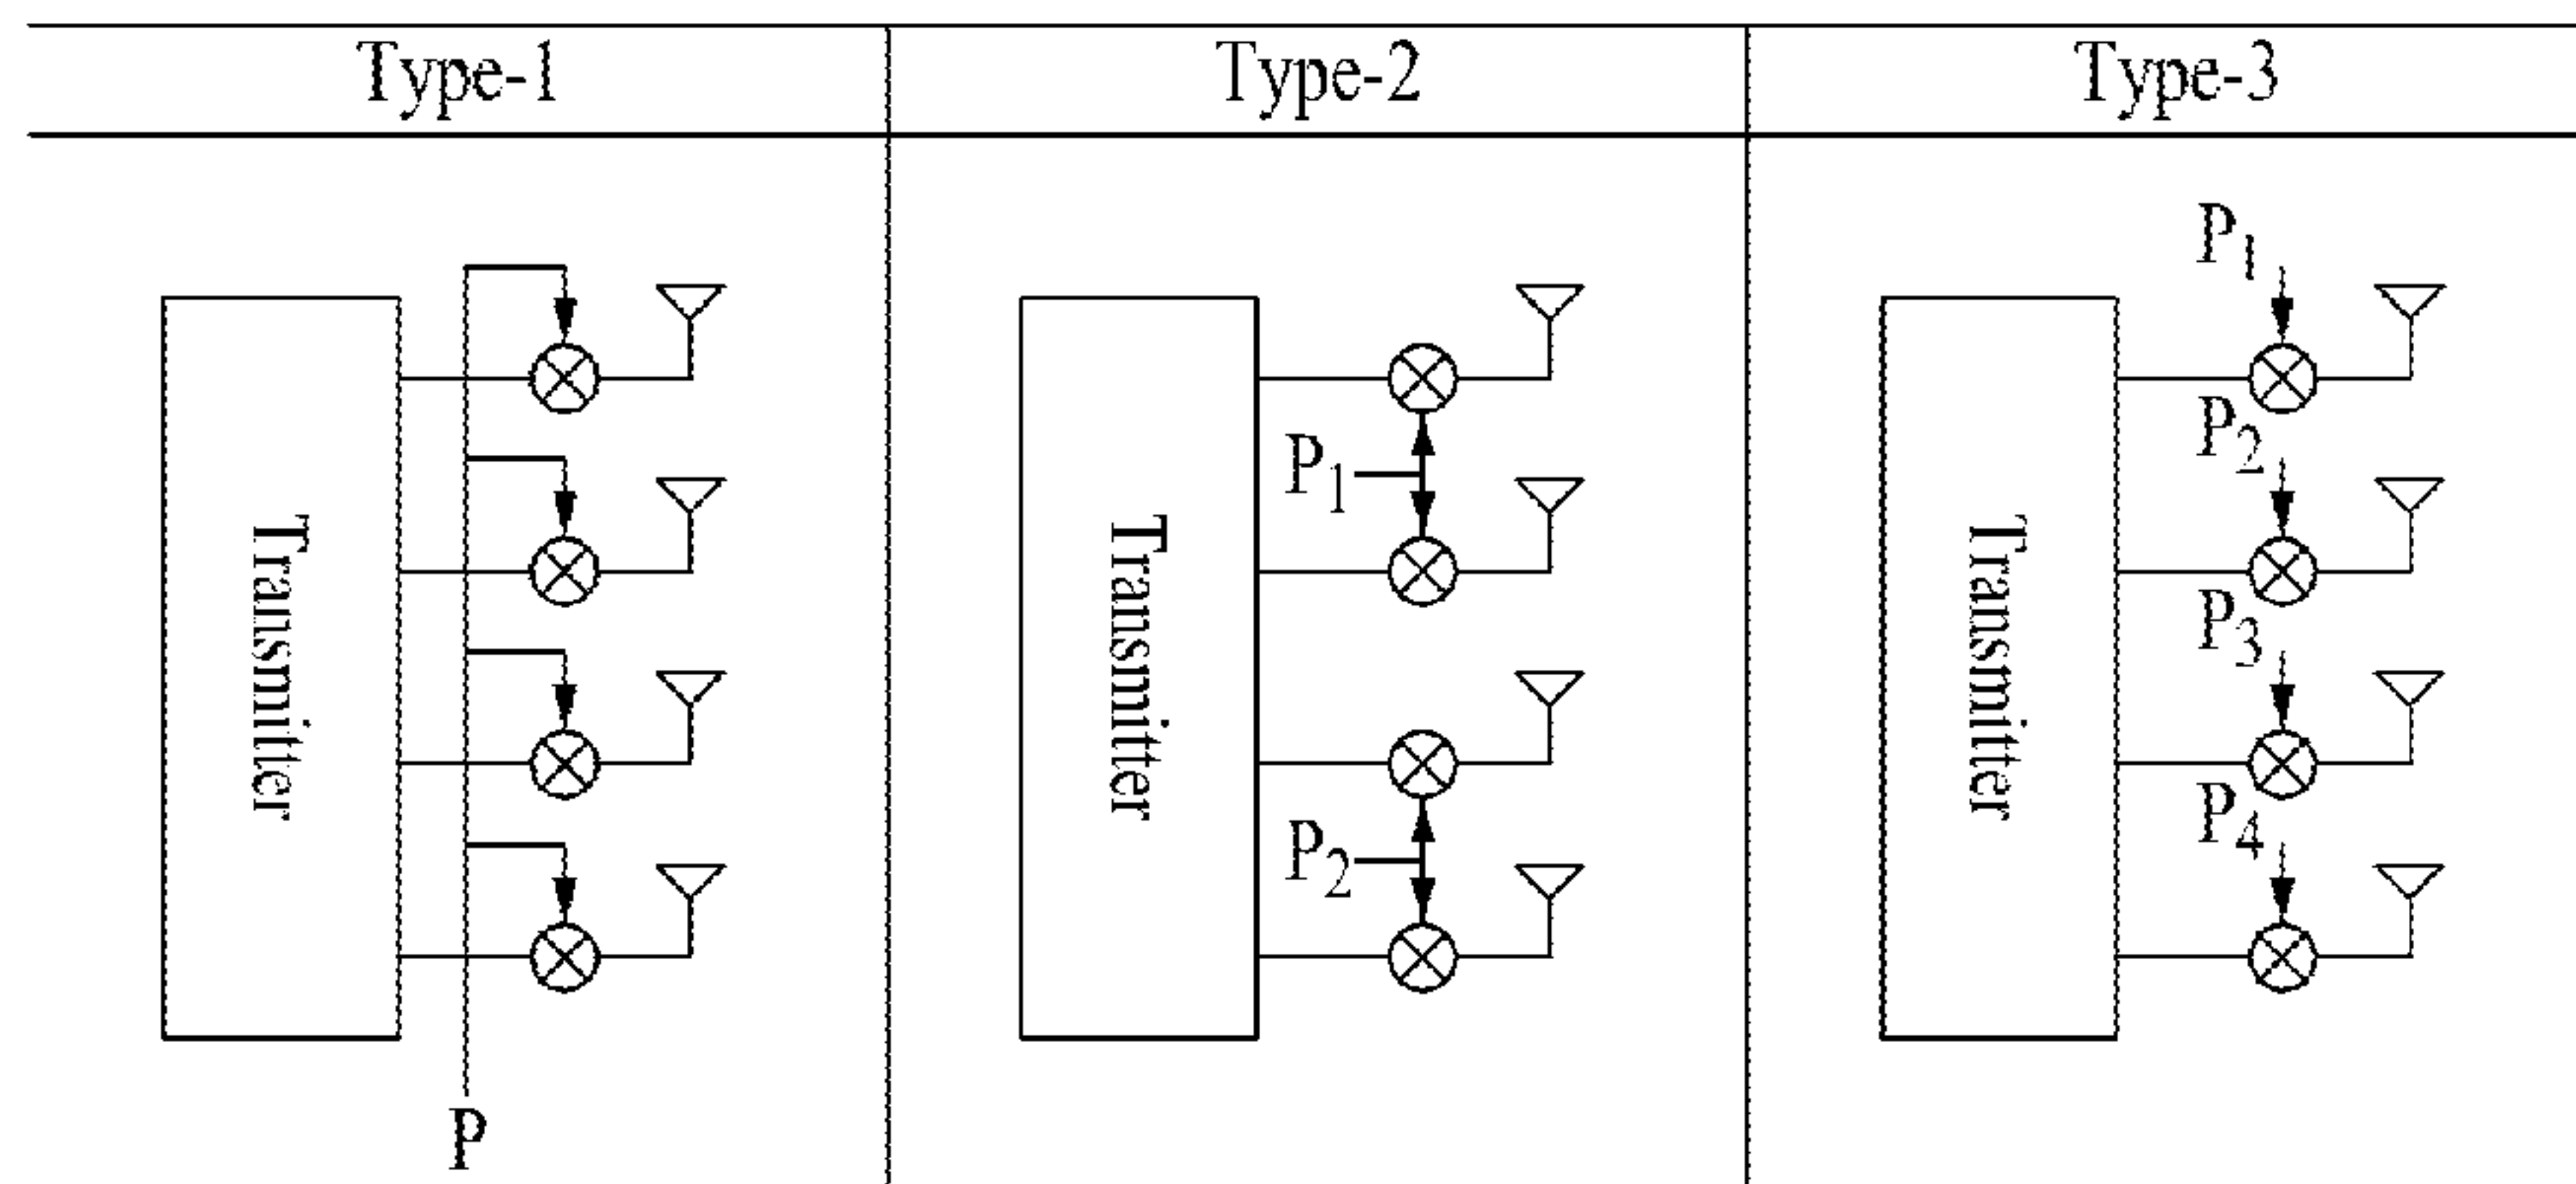 Type-1
Type-2
Type-3
Transmitter
P
Transmitter
P1
P2
Transmitter
P1
P2
P3
P4